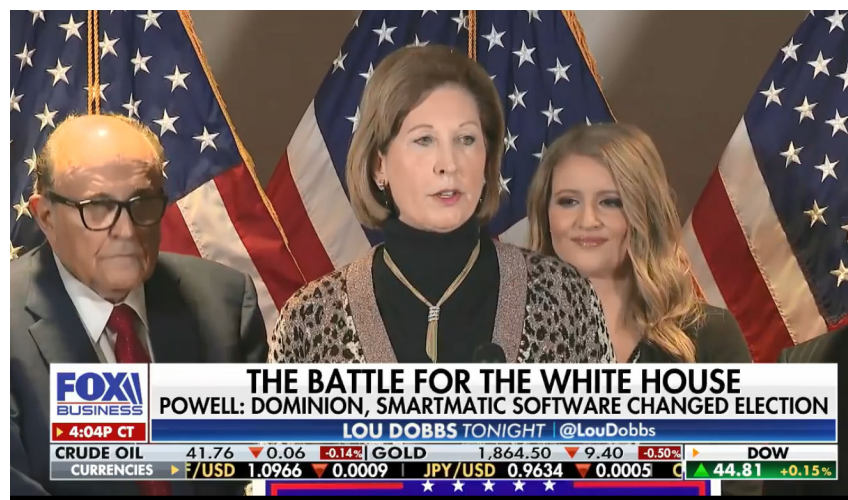 THE BATTLE FOR THE WHITE HOUSE
FOX
BUSINESS
POWELL: DOMINION, SMARTMATIC SOFTWARE CHANGED ELECTION
4:04P CT
LOU DOBBS TONIGHT | @LouDobbs
CRUDE OIL 41.76 ▼0.06 -0.14% GOLD 1,864.50 ▼9.40 -0.50% DOW
CURRENCIES F/USD 1.0966 ▼0.0009 JPY/USD 0.9634 ▼0.0005 ▲44.81 +0.15%